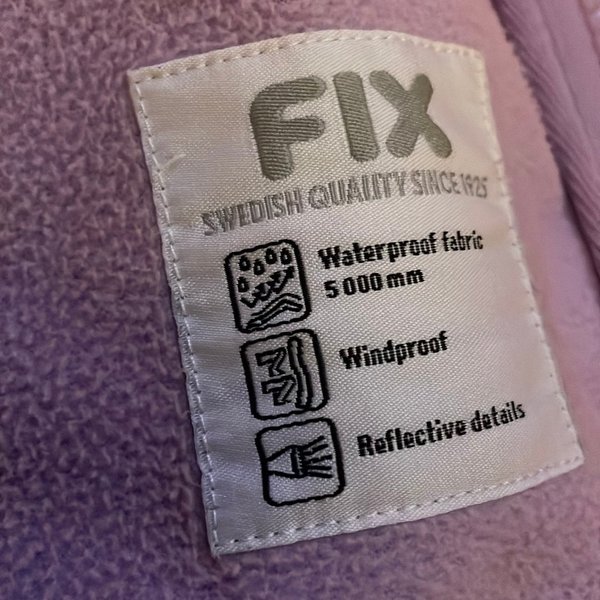 FIX
SWEDISH QUALITY SINCE 1925
Waterproof fabric
5 000 mm
Windproof
Reflective details